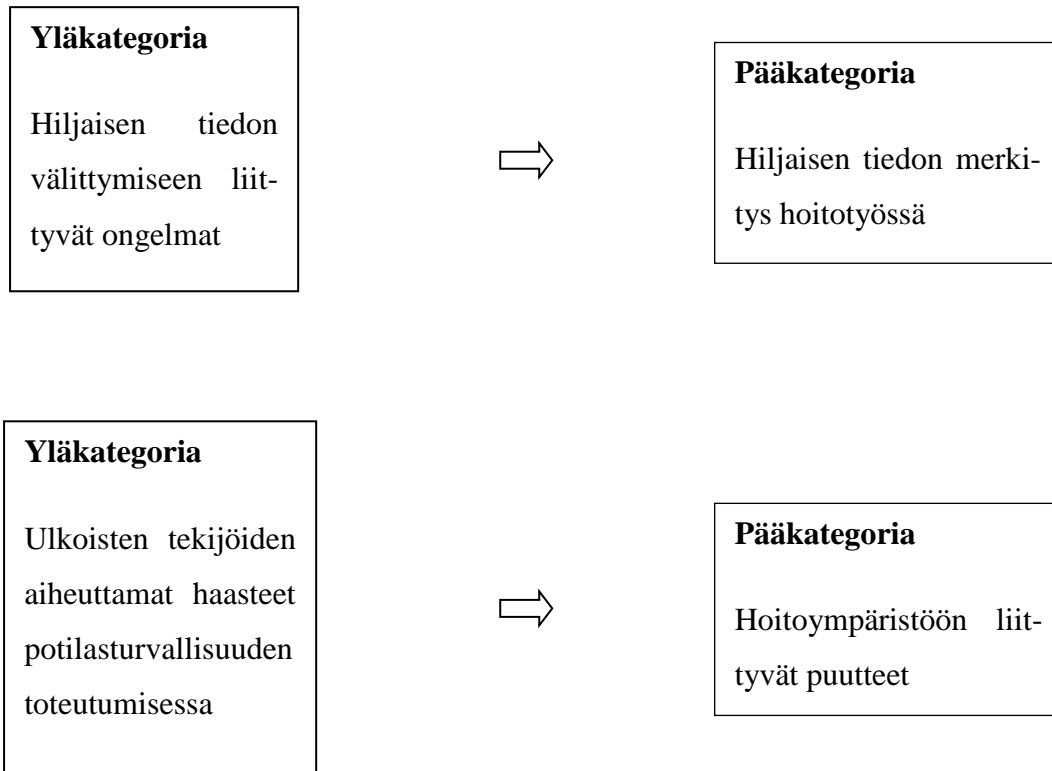 Yläkategoria
Hiljaisen tiedon
välittymiseen liit-
tyvät ongelmat
Pääkategoria
Hiljaisen tiedon merki-
tys hoitotyössä
Yläkategoria
Ulkoisten tekijöiden
aiheuttamat haasteet
potilasturvallisuuden
toteutumisessa
Pääkategoria
Hoitoympäristöön liit-
tyvät puutteet